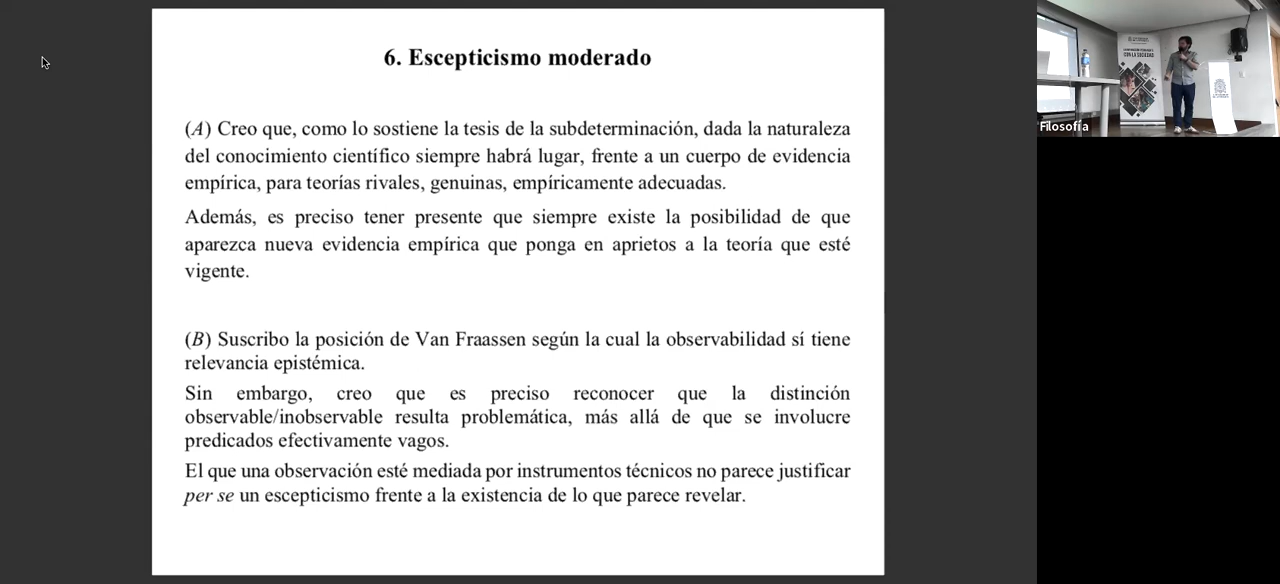 6. Escepticismo moderado
(A) Creo que, como lo sostiene la tesis de la subdeterminación, dada la naturaleza
del conocimiento científico siempre habrá lugar, frente a un cuerpo de evidencia
empírica, para teorías rivales, genuinas, empíricamente adecuadas.
Además, es preciso tener presente que siempre existe la posibilidad de que
aparezca nueva evidencia empírica que ponga en aprietos a la teoría que esté
vigente.
(B) Suscribo la posición de Van Fraassen según la cual la observabilidad sí tiene
relevancia epistémica.
Sin embargo, creo que es preciso reconocer que la distinción
observable/inobservable resulta problemática, más allá de que se involucre
predicados efectivamente vagos.
El que una observación esté mediada por instrumentos técnicos no parece justificar
per se un escepticismo frente a la existencia de lo que parece revelar.
Filosofía